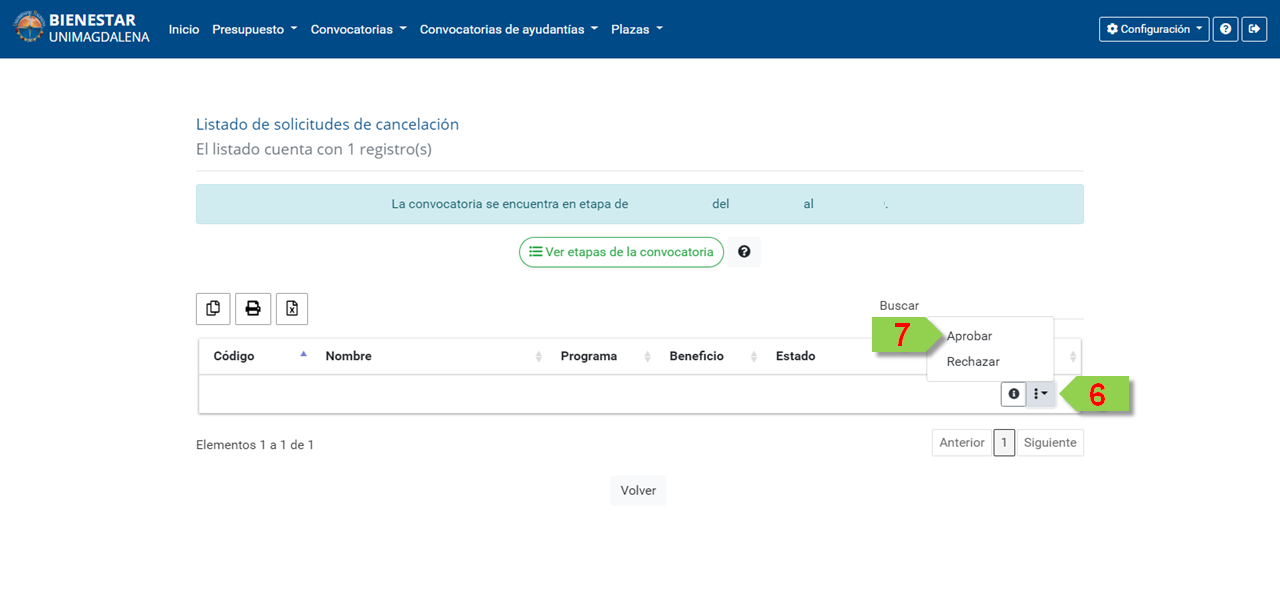 BIENESTAR
UNIMAGDALENA
Inicio Presupuesto Convocatorias Convocatorias de ayudantías Plazas Configuración
Listado de solicitudes de cancelación
El listado cuenta con 1 registro(s)
La convocatoria se encuentra en etapa de del al .
Ver etapas de la convocatoria
Buscar
7 Aprobar
Rechazar
Código Nombre Programa Beneficio Estado
6
Elementos 1 a 1 de 1
Anterior 1 Siguiente
Volver